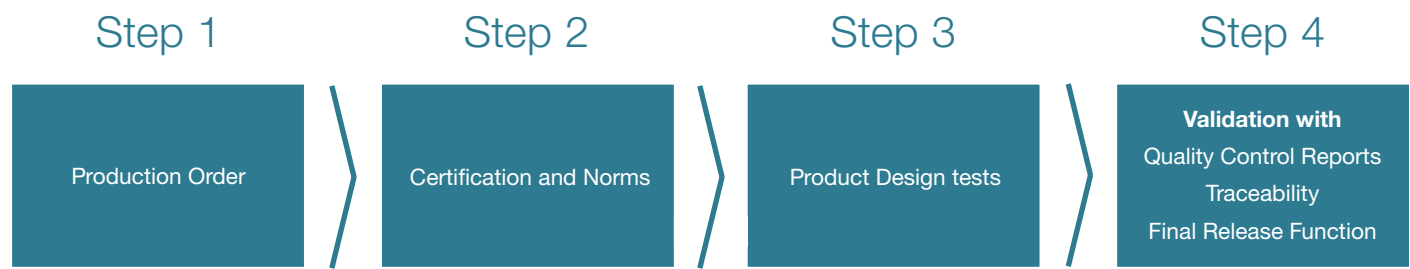 Step 1
Step 2
Step 3
Step 4
Production Order
Certification and Norms
Product Design tests
Validation with
Quality Control Reports
Traceability
Final Release Function